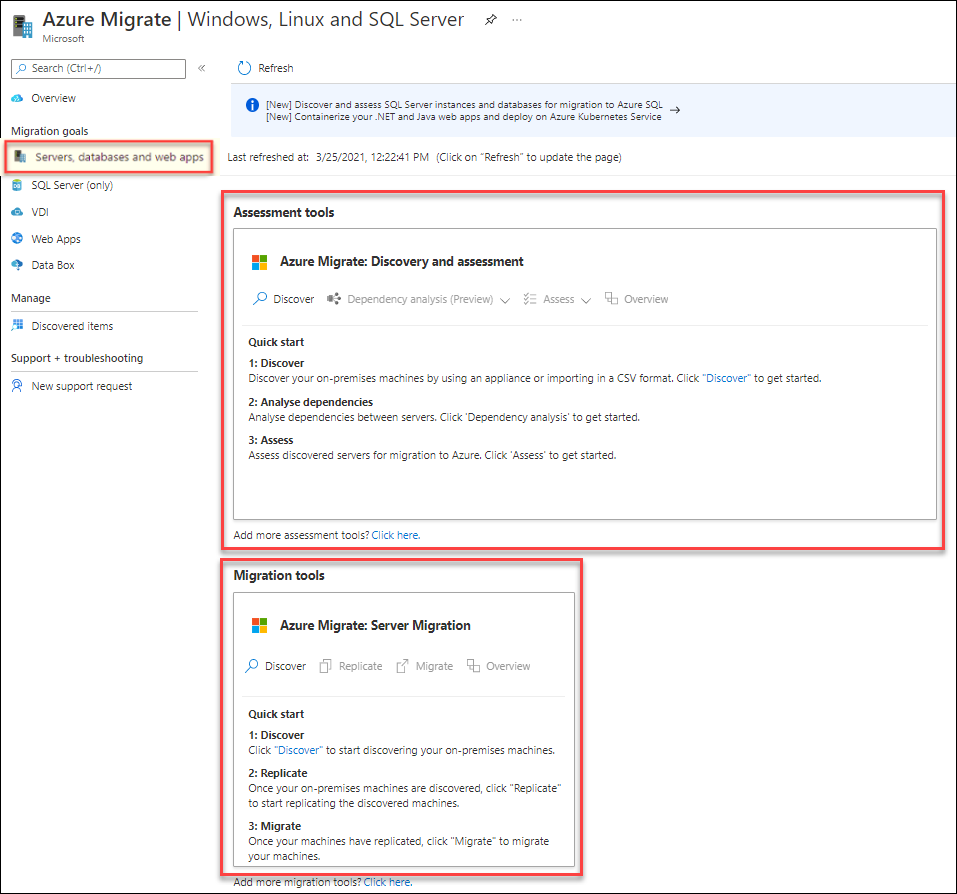 Azure Migrate | Windows, Linux and SQL Server ...
Microsoft
Search (Ctrl+/) «
Overview
Migration goals
Servers, databases and web apps
SQL Server (only)
VDI
Web Apps
Data Box
Manage
Discovered items
Support + troubleshooting
New support request
Refresh
[New] Discover and assess SQL Server instances and databases for migration to Azure SQL
[New] Containerize your .NET and Java web apps and deploy on Azure Kubernetes Service →
Last refreshed at: 3/25/2021, 12:22:41 PM (Click on "Refresh" to update the page)
Assessment tools
Azure Migrate: Discovery and assessment
Discover Dependency analysis (Preview) Assess Overview
Quick start
1: Discover
Discover your on-premises machines by using an appliance or importing in a CSV format. Click "Discover" to get started.
2: Analyse dependencies
Analyse dependencies between servers. Click 'Dependency analysis' to get started.
3: Assess
Assess discovered servers for migration to Azure. Click 'Assess' to get started.
Add more assessment tools? Click here.
Migration tools
Azure Migrate: Server Migration
Discover Replicate Migrate Overview
Quick start
1: Discover
Click "Discover" to start discovering your on-premises machines.
2: Replicate
Once your on-premises machines are discovered, click "Replicate"
to start replicating the discovered machines.
3: Migrate
Once your machines have replicated, click "Migrate" to migrate
your machines.
Add more migration tools? Click here.